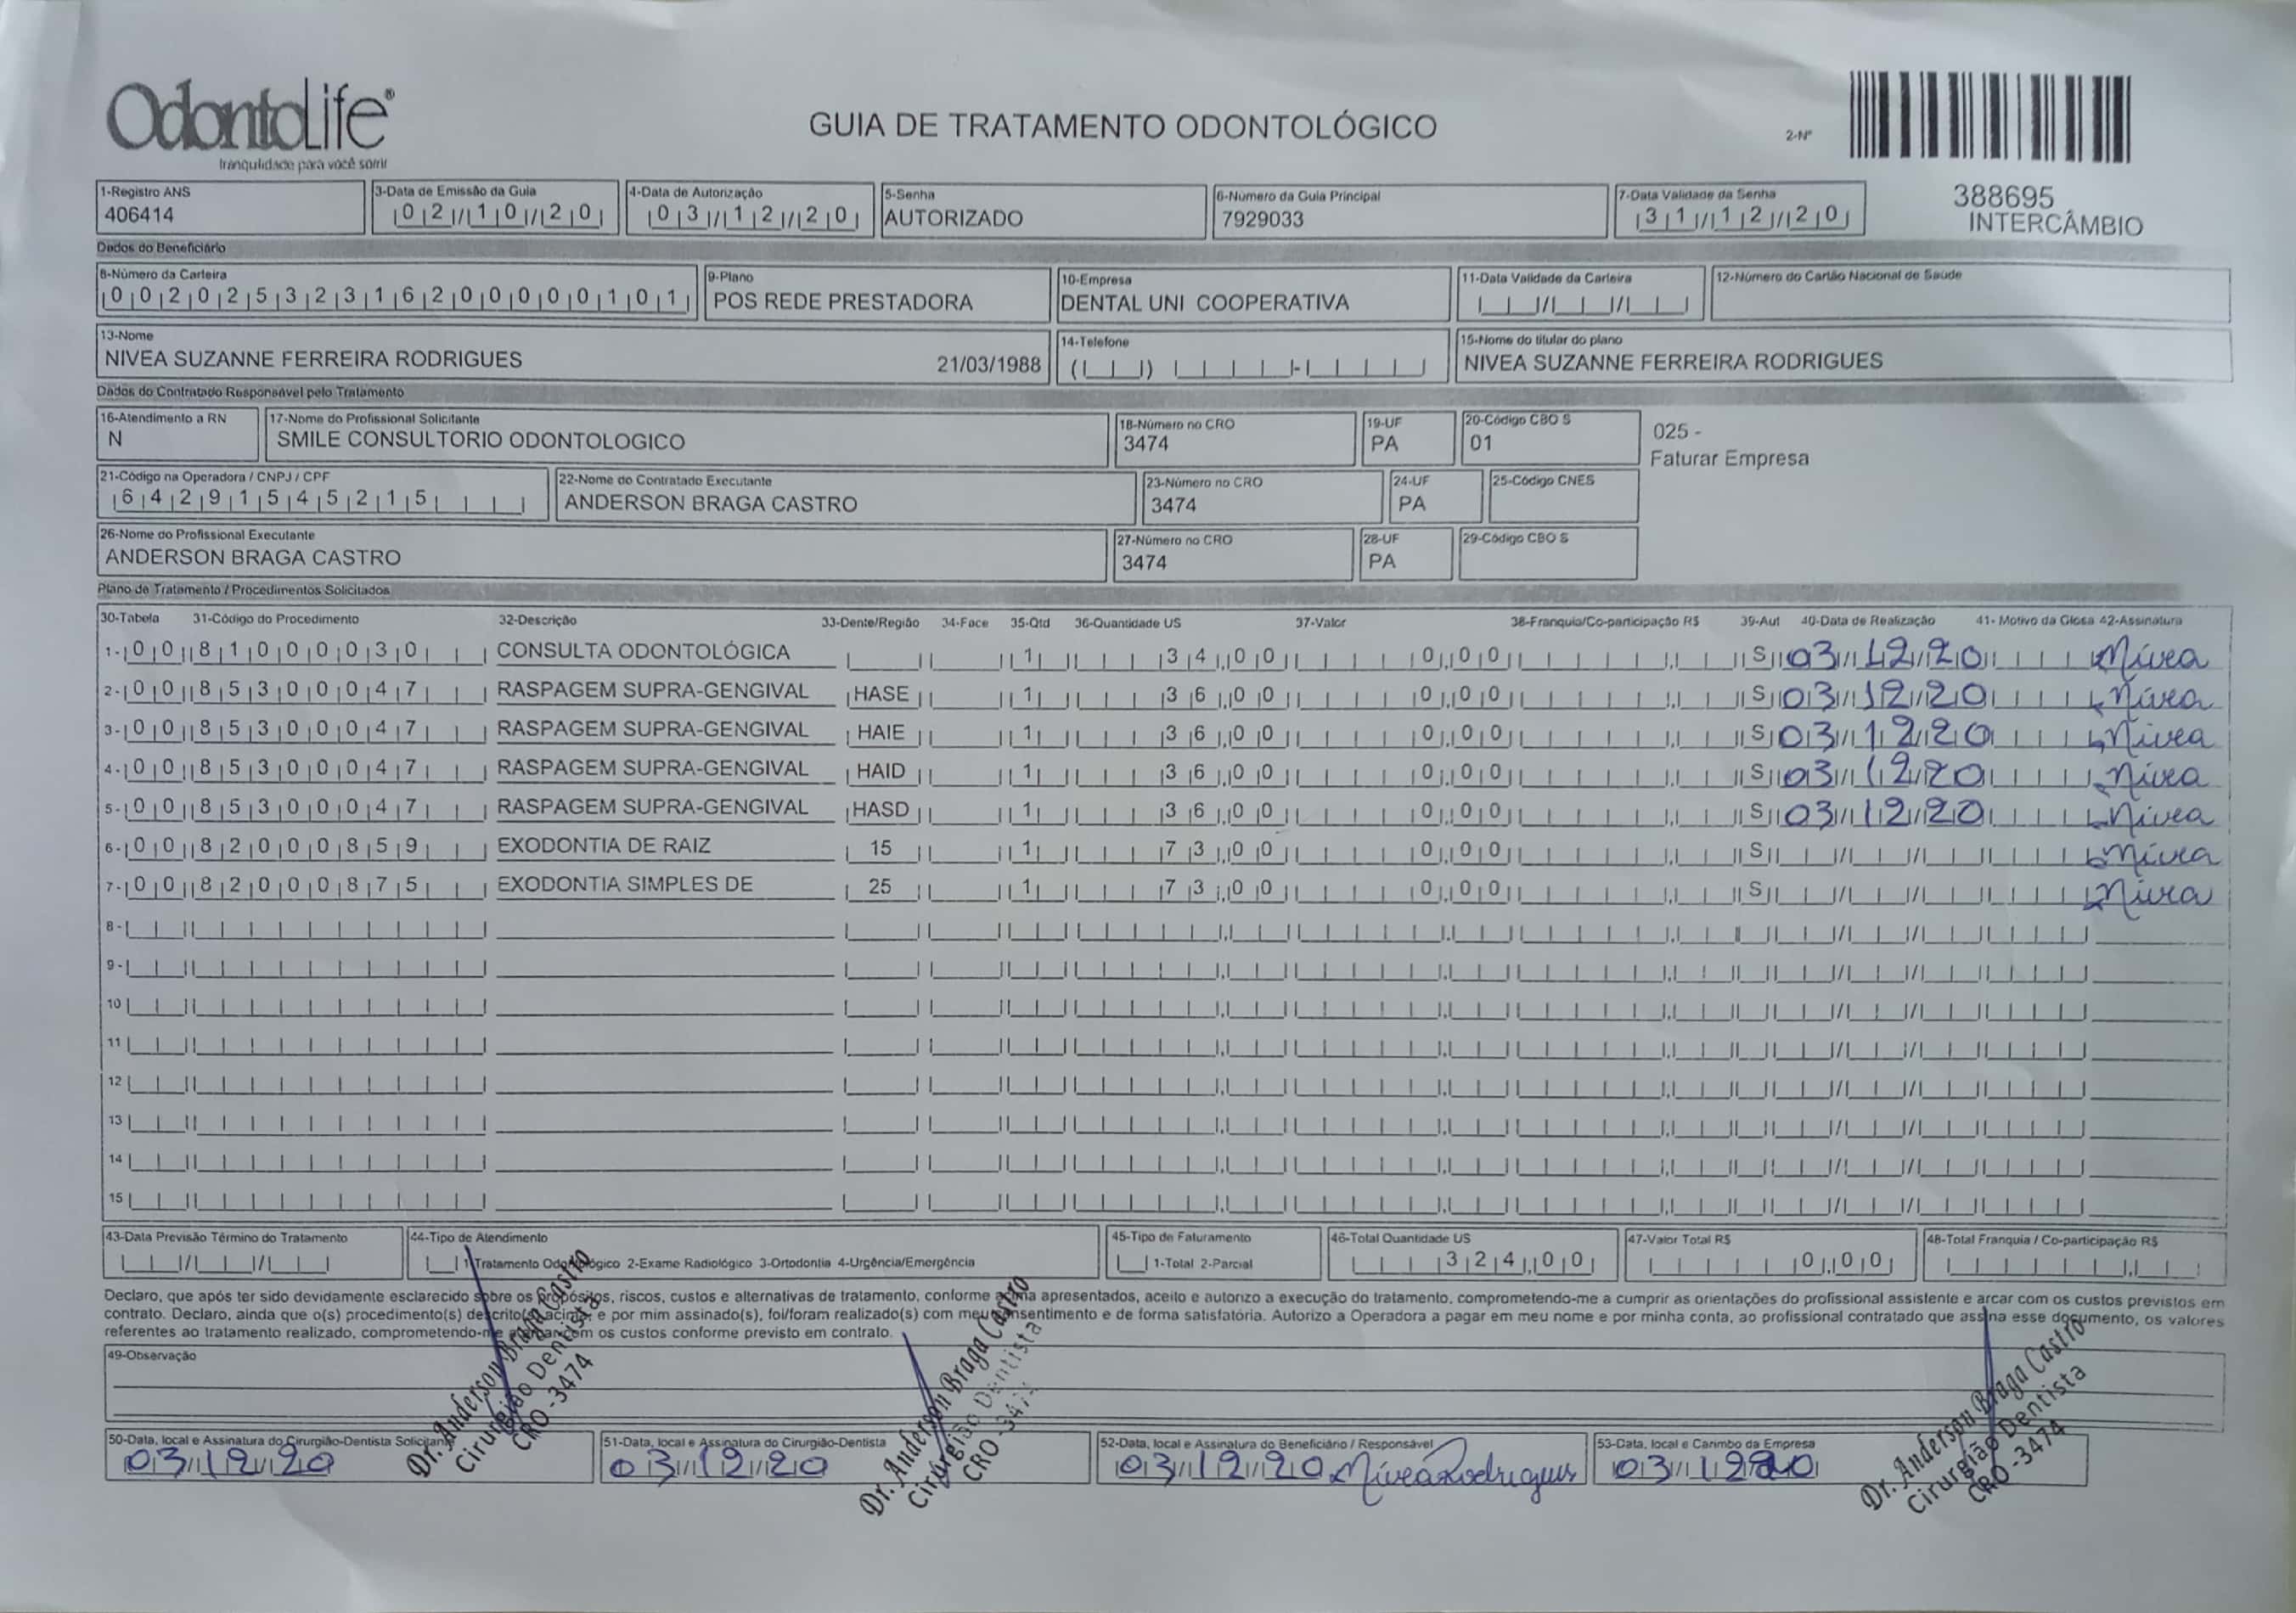 OdontoLife®
tranquilidade para você sorrir
GUIA DE TRATAMENTO ODONTOLÓGICO
2-Nº
388695
INTERCÂMBIO
1-Registro ANS
406414
3-Data de Emissão da Guia
02/10/20
4-Data de Autorização
03/12/20
5-Senha
AUTORIZADO
6-Número da Guia Principal
7929033
7-Data Validade da Senha
31/12/20
Dados do Beneficiário
8-Número da Carteira
00202532316200000101
9-Plano
POS REDE PRESTADORA
10-Empresa
DENTAL UNI COOPERATIVA
11-Data Validade da Carteira
12-Número do Cartão Nacional de Saúde
13-Nome
NIVEA SUZANNE FERREIRA RODRIGUES 21/03/1988
14-Telefone
15-Nome do titular do plano
NIVEA SUZANNE FERREIRA RODRIGUES
Dados do Contratado Responsável pelo Tratamento
16-Atendimento a RN
N
17-Nome do Profissional Solicitante
SMILE CONSULTORIO ODONTOLOGICO
18-Número no CRO
3474
19-UF
PA
20-Código CBO S
01
025 -
Faturar Empresa
21-Código na Operadora / CNPJ / CPF
64291545215
22-Nome do Contratado Executante
ANDERSON BRAGA CASTRO
23-Número no CRO
3474
24-UF
PA
25-Código CNES
26-Nome do Profissional Executante
ANDERSON BRAGA CASTRO
27-Número no CRO
3474
28-UF
PA
29-Código CBO S
Plano de Tratamento / Procedimentos Solicitados
30-Tabela 31-Código do Procedimento 32-Descrição 33-Dente/Região 34-Face 35-Qtd 36-Quantidade US 37-Valor 38-Franquia/Co-participação R$ 39-Aut 40-Data de Realização 41- Motivo da Glosa 42-Assinatura
1- 00 81000030 CONSULTA ODONTOLÓGICA 1 34,00 0,00 S 03/12/20 Nívea
2- 00 85300047 RASPAGEM SUPRA-GENGIVAL HASE 1 36,00 0,00 S 03/12/20 Nívea
3- 00 85300047 RASPAGEM SUPRA-GENGIVAL HAIE 1 36,00 0,00 S 03/12/20 Nívea
4- 00 85300047 RASPAGEM SUPRA-GENGIVAL HAID 1 36,00 0,00 S 03/12/20 Nívea
5- 00 85300047 RASPAGEM SUPRA-GENGIVAL HASD 1 36,00 0,00 S 03/12/20 Nívea
6- 00 82000859 EXODONTIA DE RAIZ 15 1 73,00 0,00 S Nívea
7- 00 82000875 EXODONTIA SIMPLES DE 25 1 73,00 0,00 S Nívea
8-
9-
10
11
12
13
14
15
43-Data Previsão Término do Tratamento
44-Tipo de Atendimento
1-Tratamento Odontológico 2-Exame Radiológico 3-Ortodontia 4-Urgência/Emergência
45-Tipo de Faturamento
1-Total 2-Parcial
46-Total Quantidade US
324,00
47-Valor Total R$
0,00
48-Total Franquia / Co-participação R$
Declaro, que após ter sido devidamente esclarecido sobre os propósitos, riscos, custos e alternativas de tratamento, conforme acima apresentados, aceito e autorizo a execução do tratamento, comprometendo-me a cumprir as orientações do profissional assistente e arcar com os custos previstos em
contrato. Declaro, ainda que o(s) procedimento(s) descrito(s) acima, e por mim assinado(s), foi/foram realizado(s) com meu consentimento e de forma satisfatória. Autorizo a Operadora a pagar em meu nome e por minha conta, ao profissional contratado que assina esse documento, os valores
referentes ao tratamento realizado, comprometendo-me arcar com os custos conforme previsto em contrato.
49-Observação
50-Data, local e Assinatura do Cirurgião-Dentista Solicitante
03/12/20
Dr. Anderson Braga Castro
Cirurgião Dentista
CRO -3474
51-Data, local e Assinatura do Cirurgião-Dentista
03/12/20
Dr. Anderson Braga Castro
Cirurgião Dentista
CRO -3474
52-Data, local e Assinatura do Beneficiário / Responsável
03/12/20 Nívea Rodrigues
53-Data, local e Carimbo da Empresa
03/12/20
Dr. Anderson Braga Castro
Cirurgião Dentista
CRO -3474